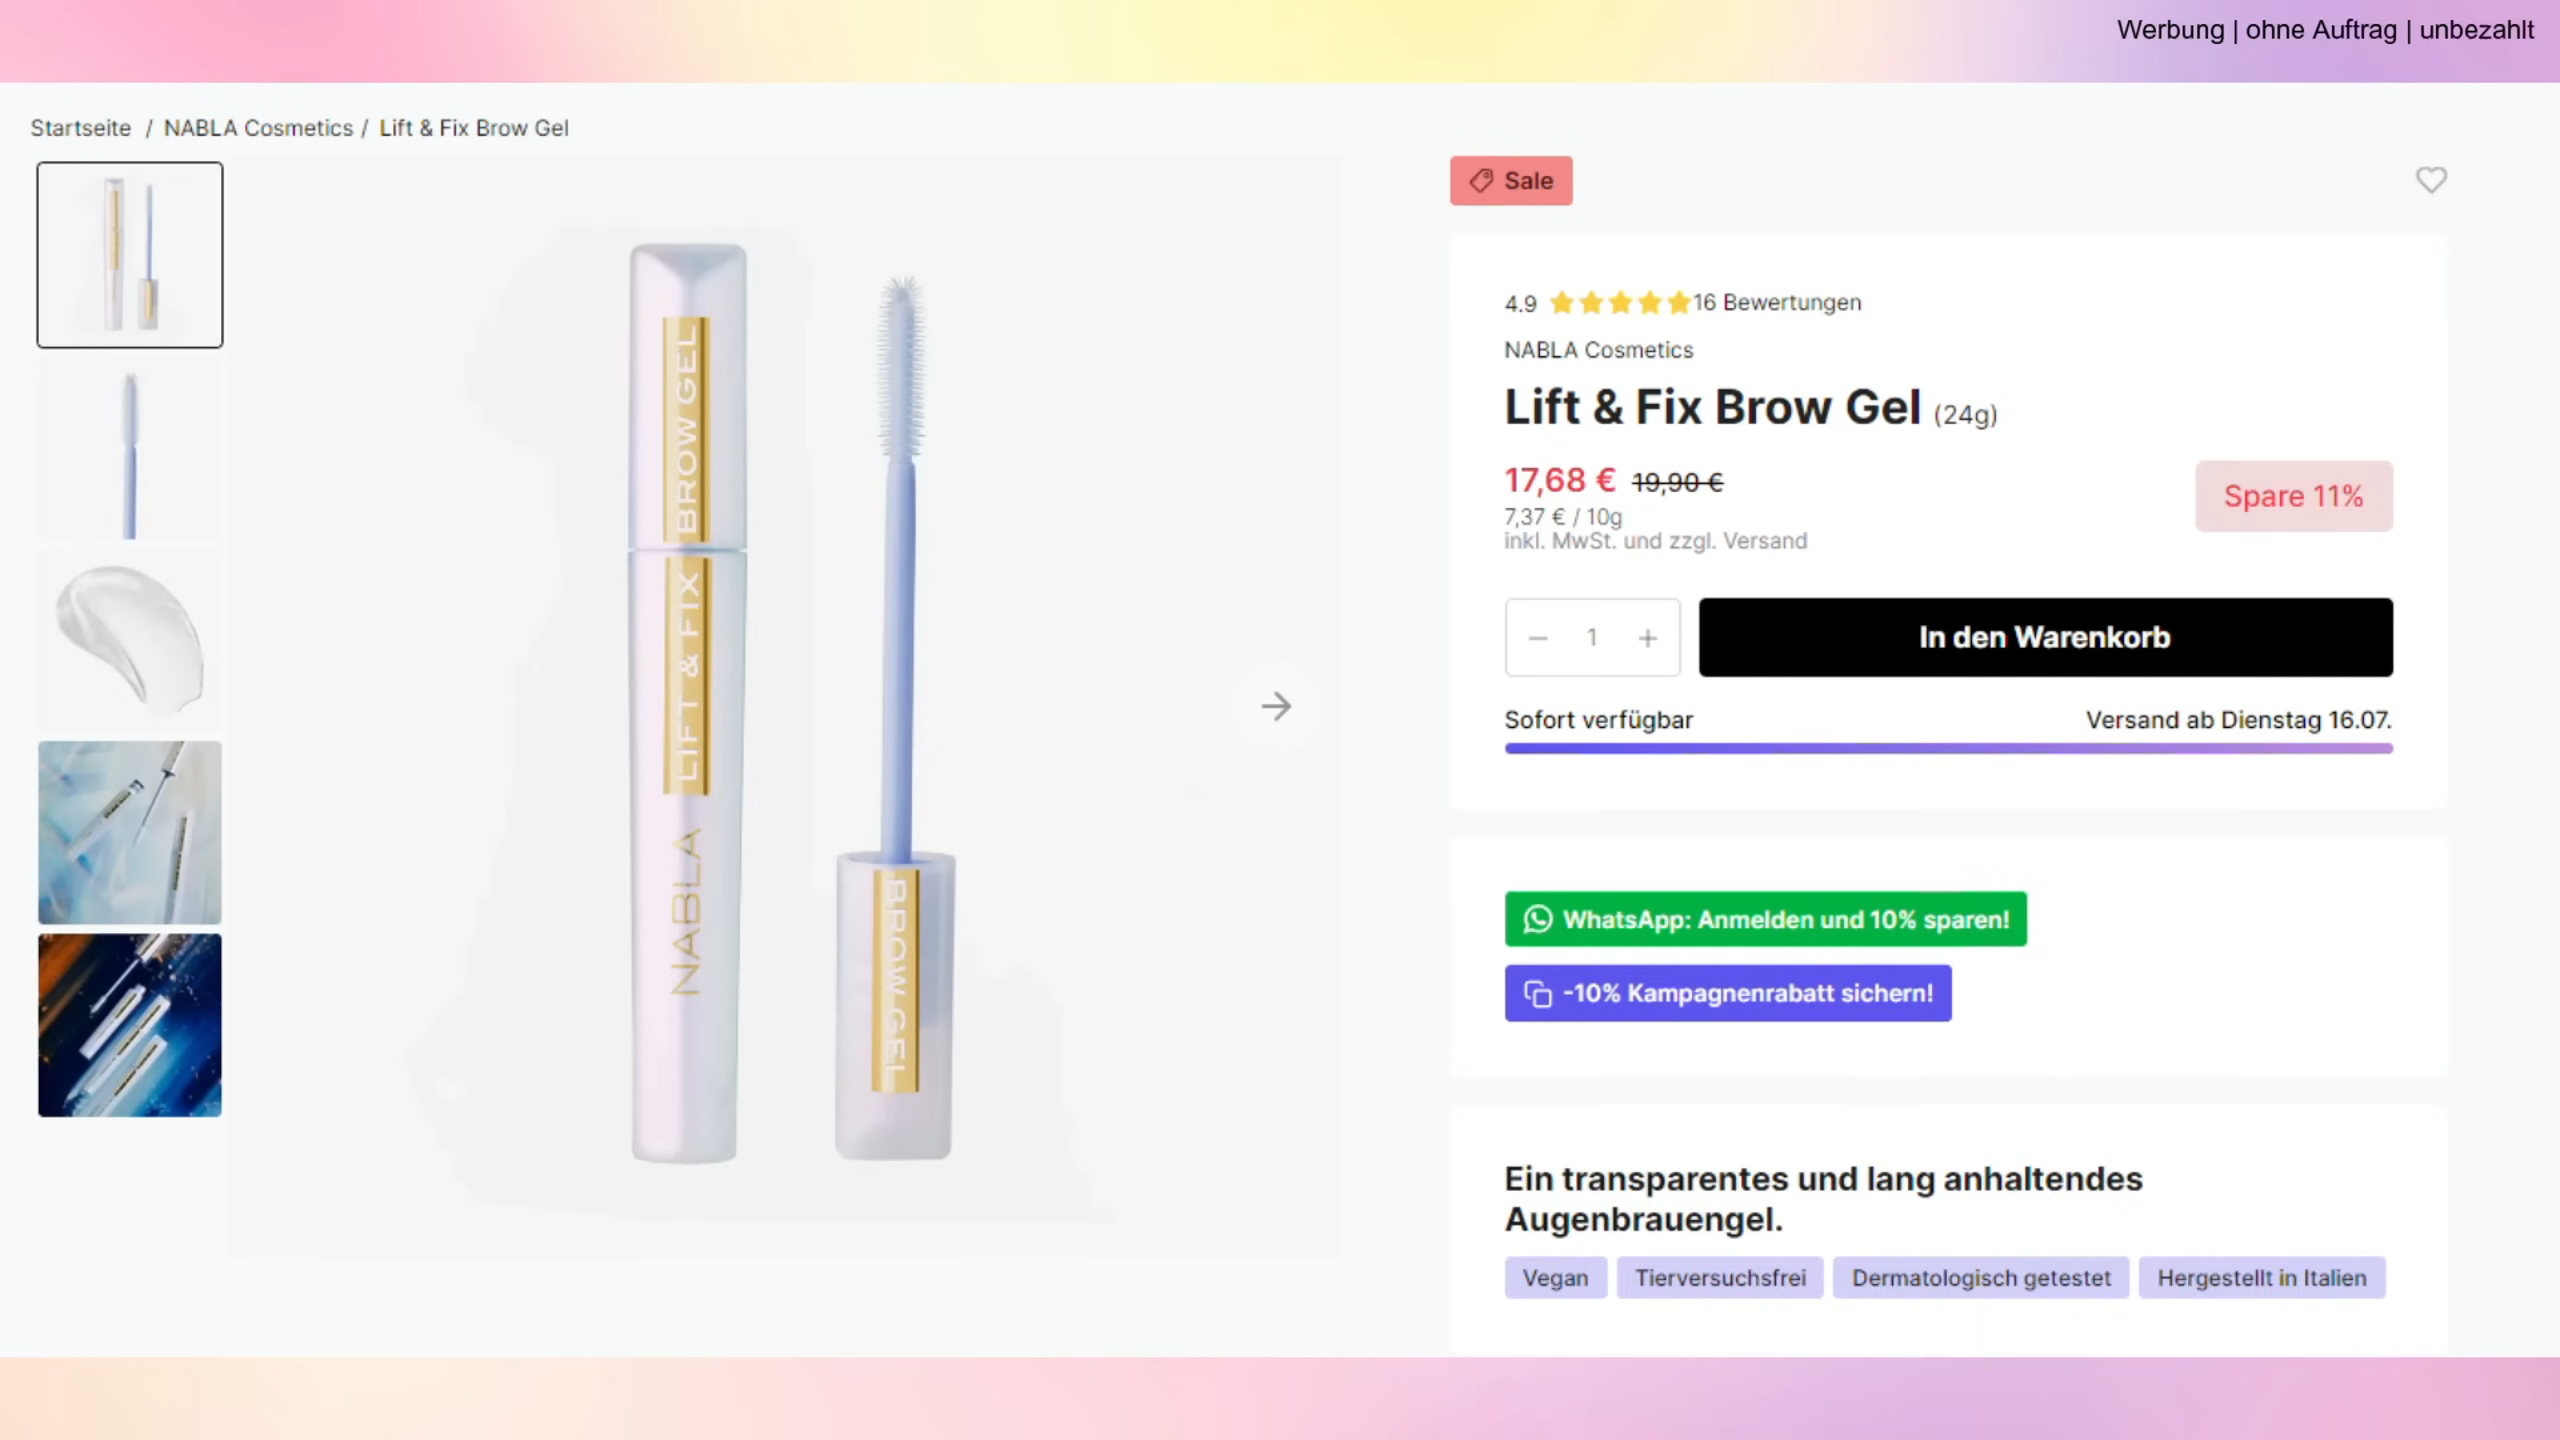 Werbung | ohne Auftrag | unbezahlt
Startseite / NABLA Cosmetics / Lift & Fix Brow Gel
BROW GEL
LIFT & FIX
NABLA
BROW GEL
Sale
4.9 16 Bewertungen
NABLA Cosmetics
Lift & Fix Brow Gel (24g)
17,68 € 19,90 €
Spare 11%
7,37 € / 10g
inkl. MwSt. und zzgl. Versand
1
In den Warenkorb
Sofort verfügbar
Versand ab Dienstag 16.07.
WhatsApp: Anmelden und 10% sparen!
-10% Kampagnenrabatt sichern!
Ein transparentes und lang anhaltendes
Augenbrauengel.
Vegan Tierversuchsfrei Dermatologisch getestet Hergestellt in Italien